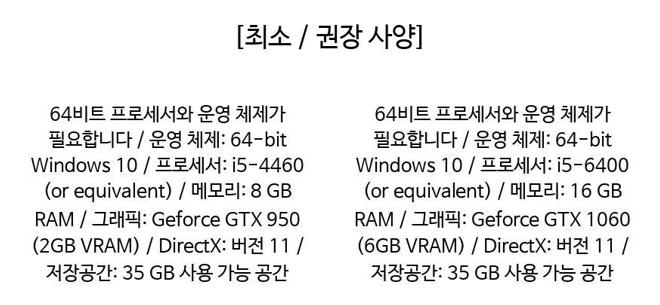 [최소 / 권장 사양]
64비트 프로세서와 운영 체제가
필요합니다 / 운영 체제: 64-bit
Windows 10 / 프로세서: i5-4460
(or equivalent) / 메모리: 8 GB
RAM / 그래픽: Geforce GTX 950
(2GB VRAM) / DirectX: 버전 11 /
저장공간: 35 GB 사용 가능 공간
64비트 프로세서와 운영 체제가
필요합니다 / 운영 체제: 64-bit
Windows 10 / 프로세서: i5-6400
(or equivalent) / 메모리: 16 GB
RAM / 그래픽: Geforce GTX 1060
(6GB VRAM) / DirectX: 버전 11 /
저장공간: 35 GB 사용 가능 공간